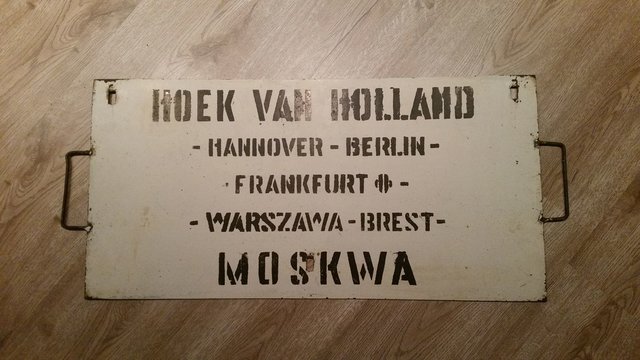 HOEK VAN HOLLAND
- HANNOVER - BERLIN -
- FRANKFURT -
- WARSZAWA - BREST -
MOSKWA